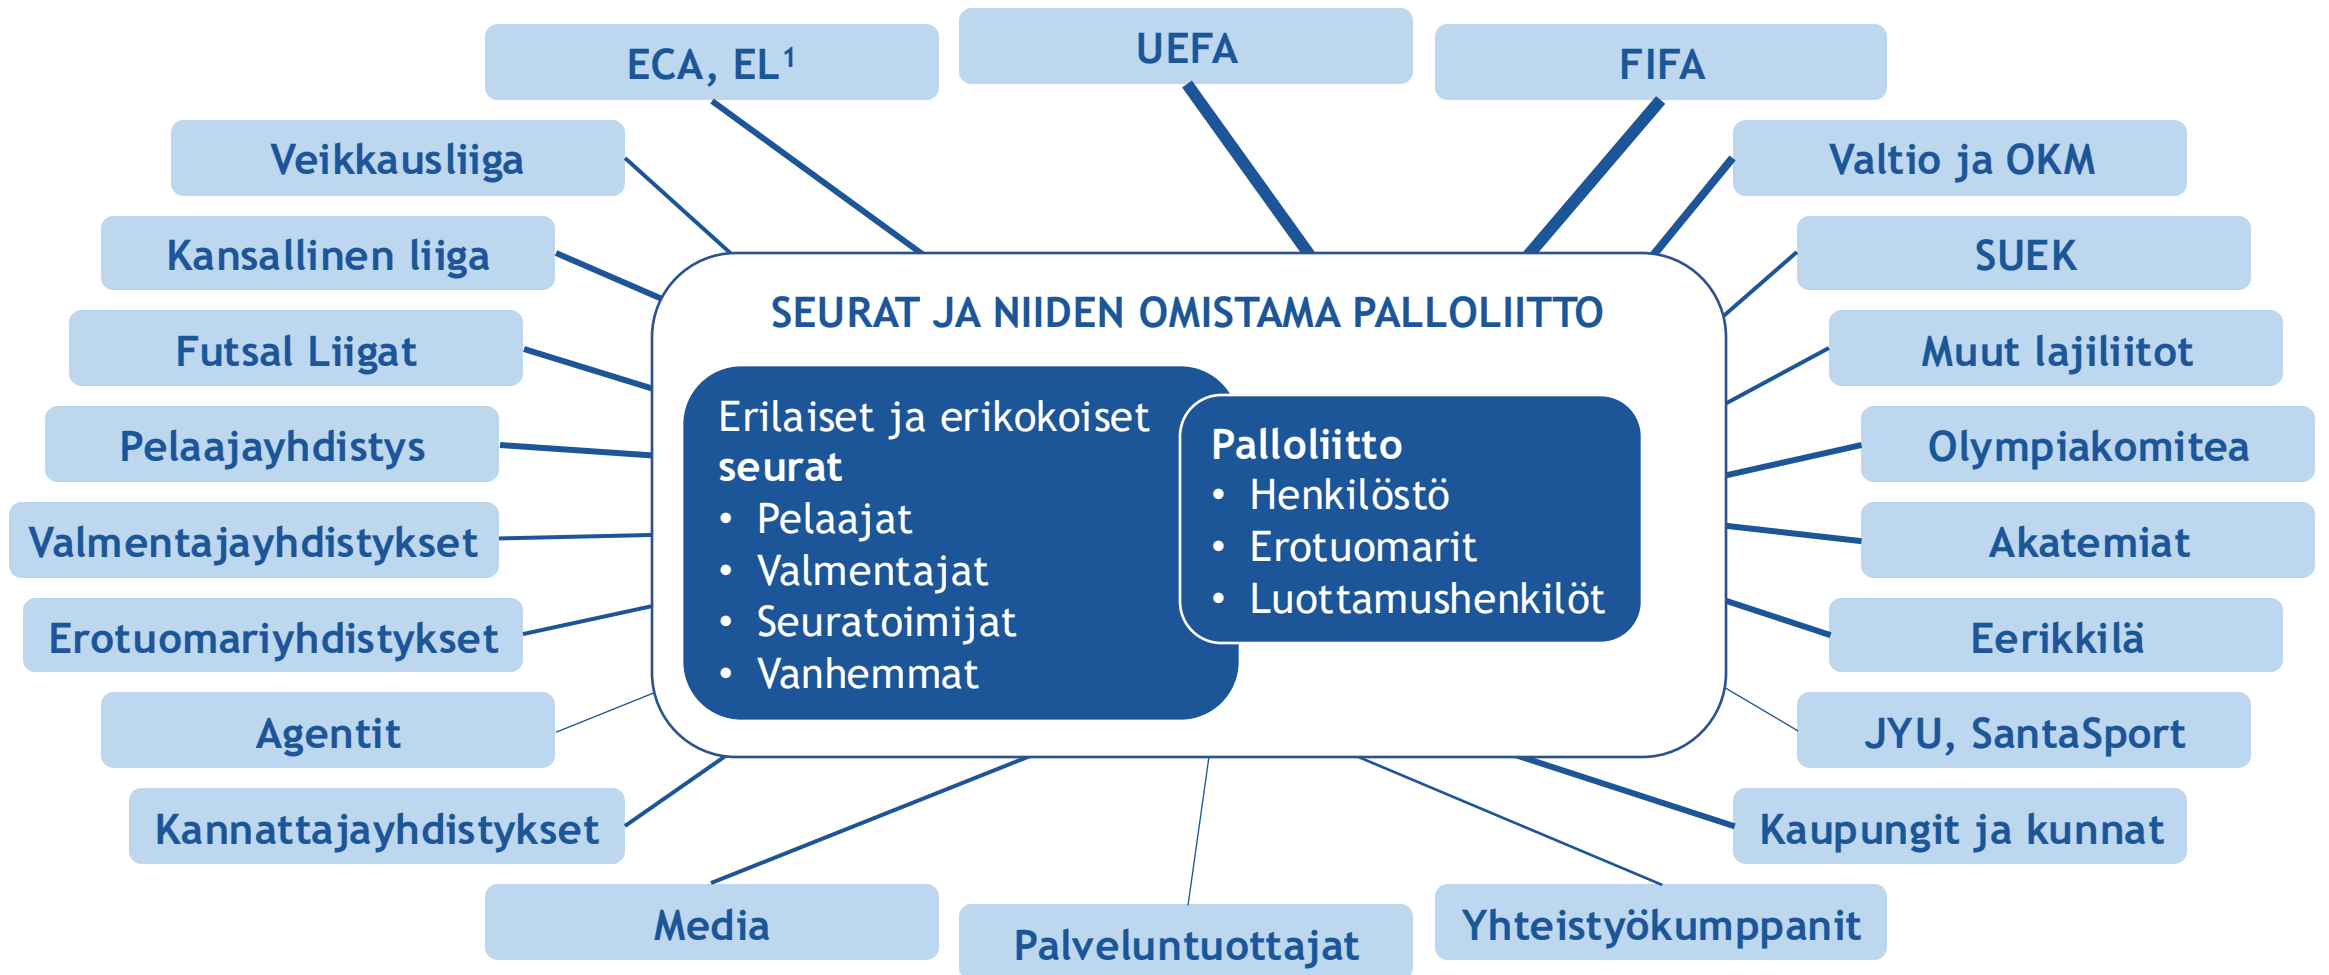 UEFA
ECA, EL¹
FIFA
Veikkausliiga
Valtio ja OKM
Kansallinen liiga
SUEK
Futsal Liigat
Muut lajiliitot
Pelaajayhdistys
Olympiakomitea
Valmentajayhdistykset
Akatemiat
Erotuomariyhdistykset
Eerikkilä
Agentit
JYU, SantaSport
Kannattajayhdistykset
Kaupungit ja kunnat
Media
Palveluntuottajat
Yhteistyökumppanit
SEURAT JA NIIDEN OMISTAMA PALLOLIITTO
Erilaiset ja erikokoiset
seurat
• Pelaajat
• Valmentajat
• Seuratoimijat
• Vanhemmat
Palloliitto
• Henkilöstö
• Erotuomarit
• Luottamushenkilöt